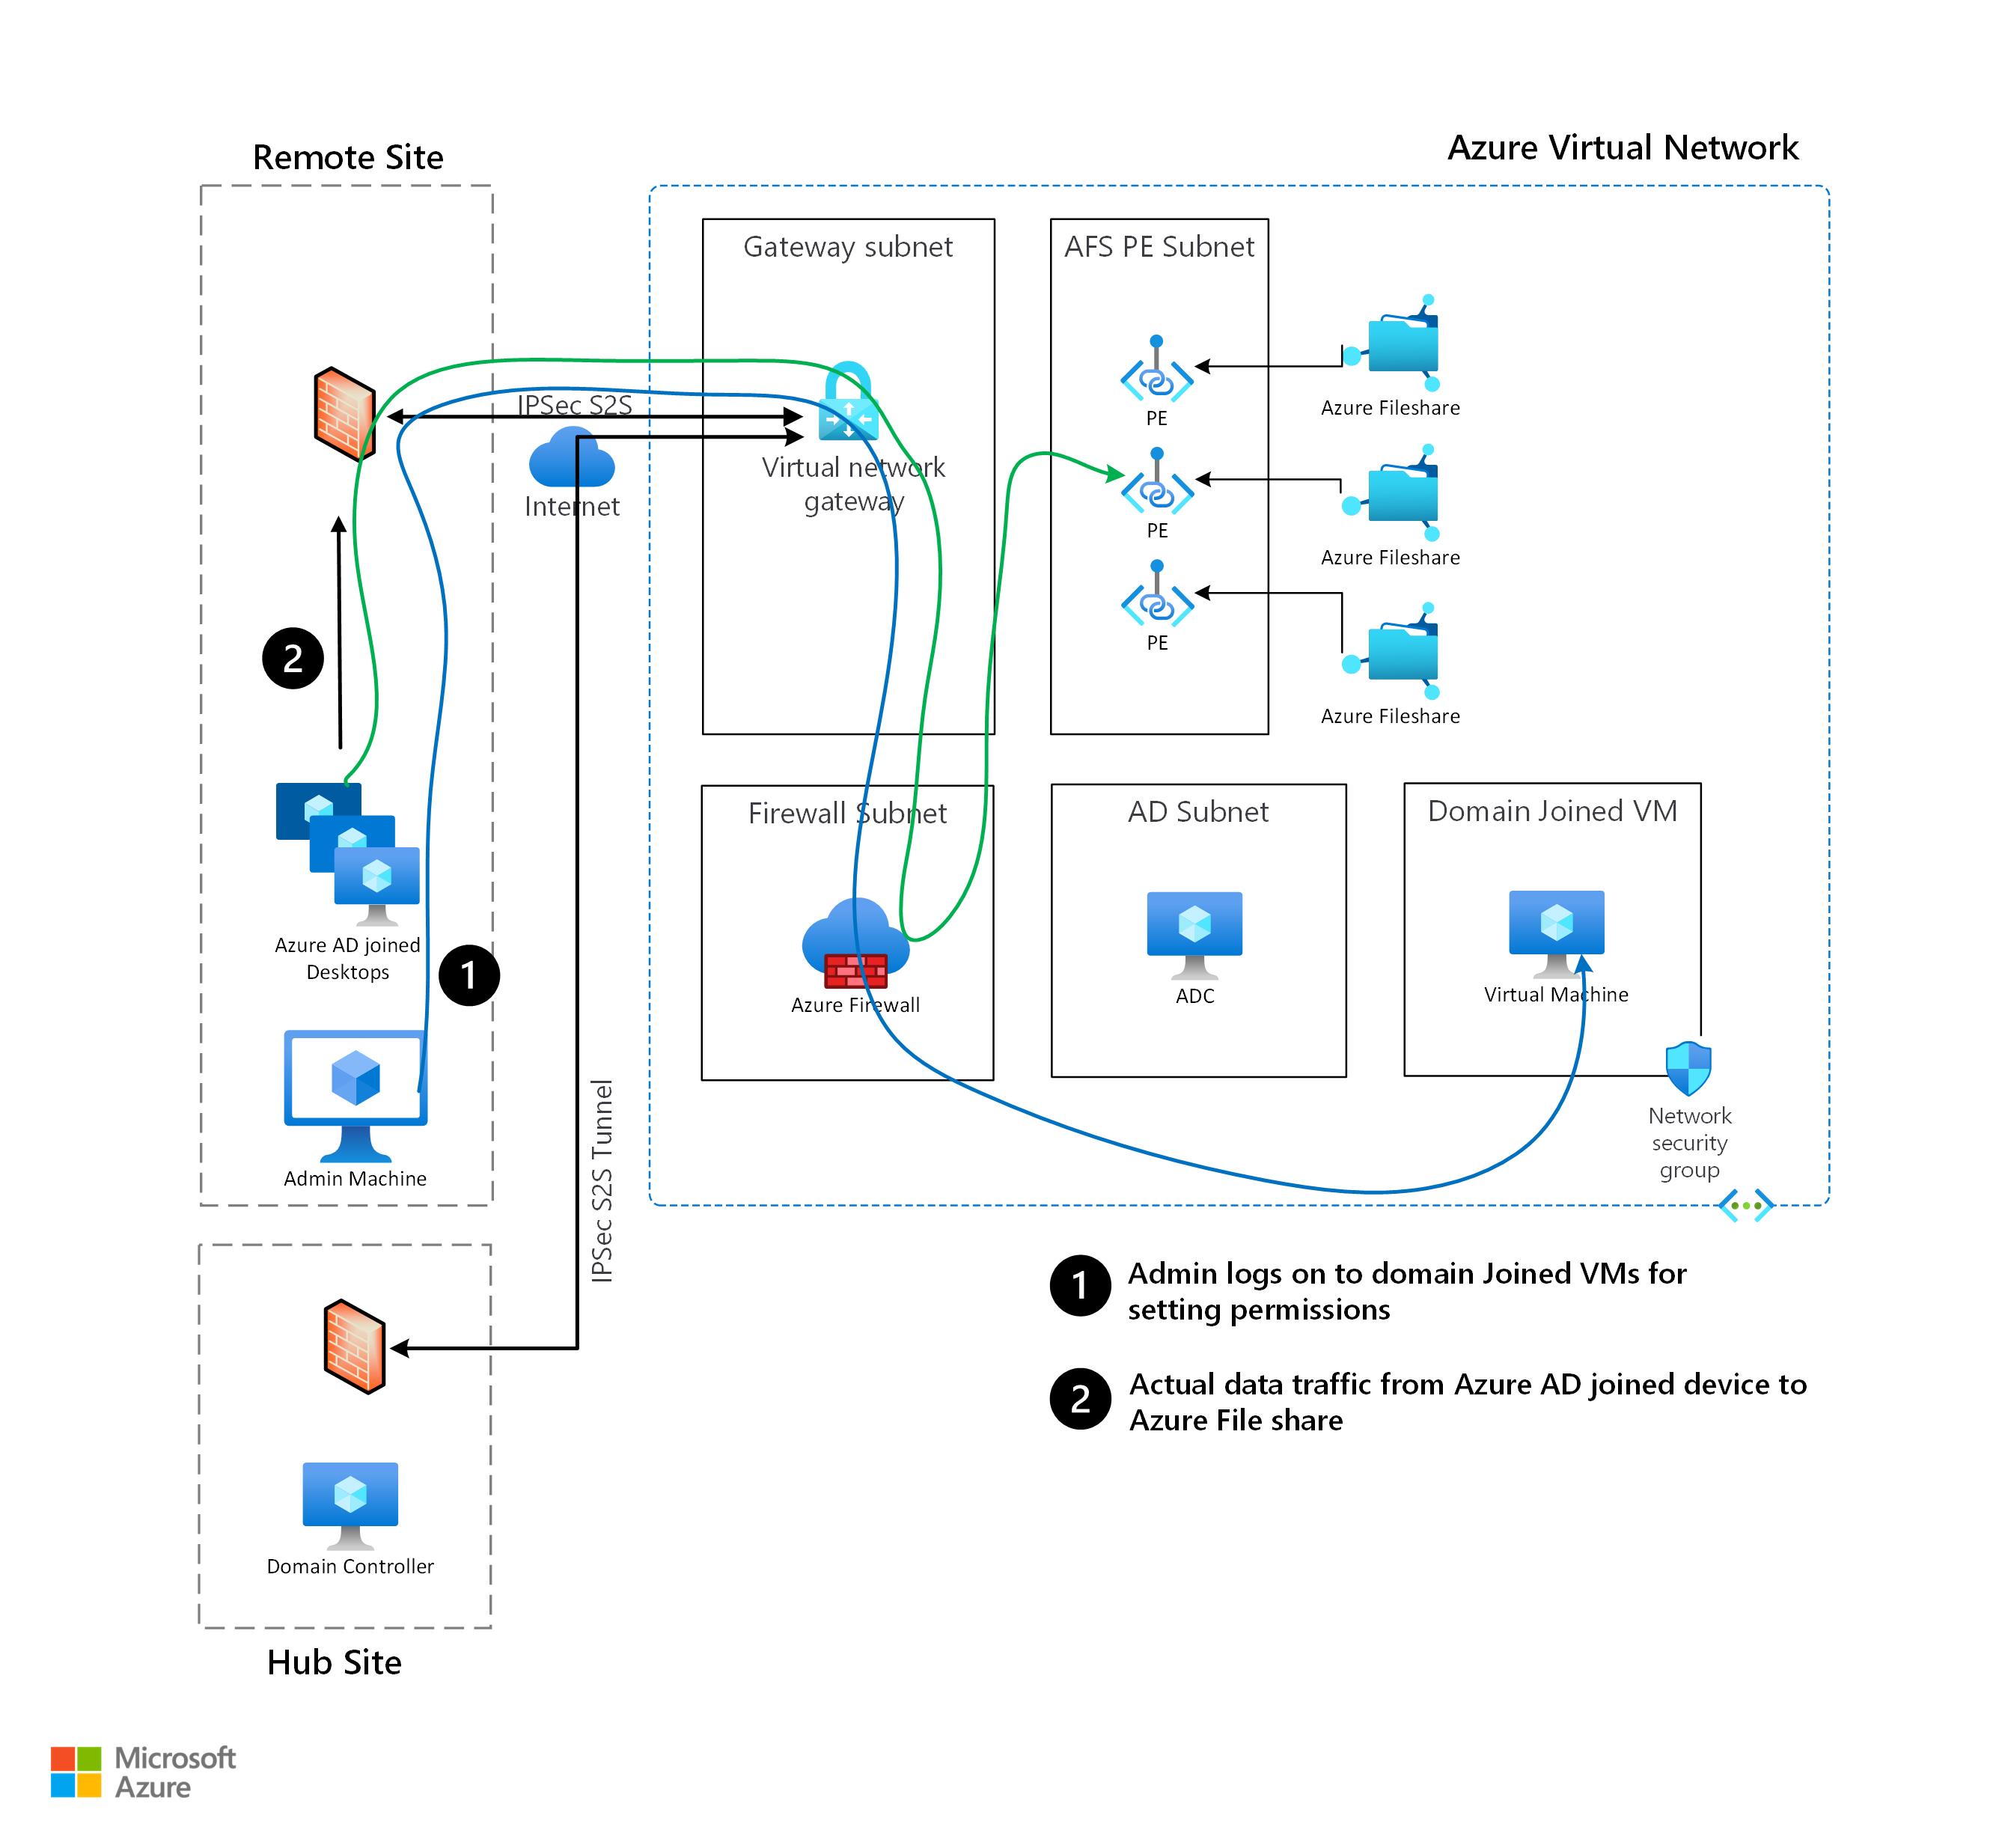 Remote Site
Azure Virtual Network
Gateway subnet
AFS PE Subnet
IPSec S2S
Internet
Virtual network
gateway
PE
PE
PE
Azure Fileshare
Azure Fileshare
Azure Fileshare
2
Azure AD joined
Desktops
1
Admin Machine
Firewall Subnet
Azure Firewall
AD Subnet
ADC
Domain Joined VM
Virtual Machine
Network
security
group
IPSec S2S Tunnel
1
Admin logs on to domain Joined VMs for
setting permissions
2
Actual data traffic from Azure AD joined device to
Azure File share
Domain Controller
Hub Site
Microsoft
Azure